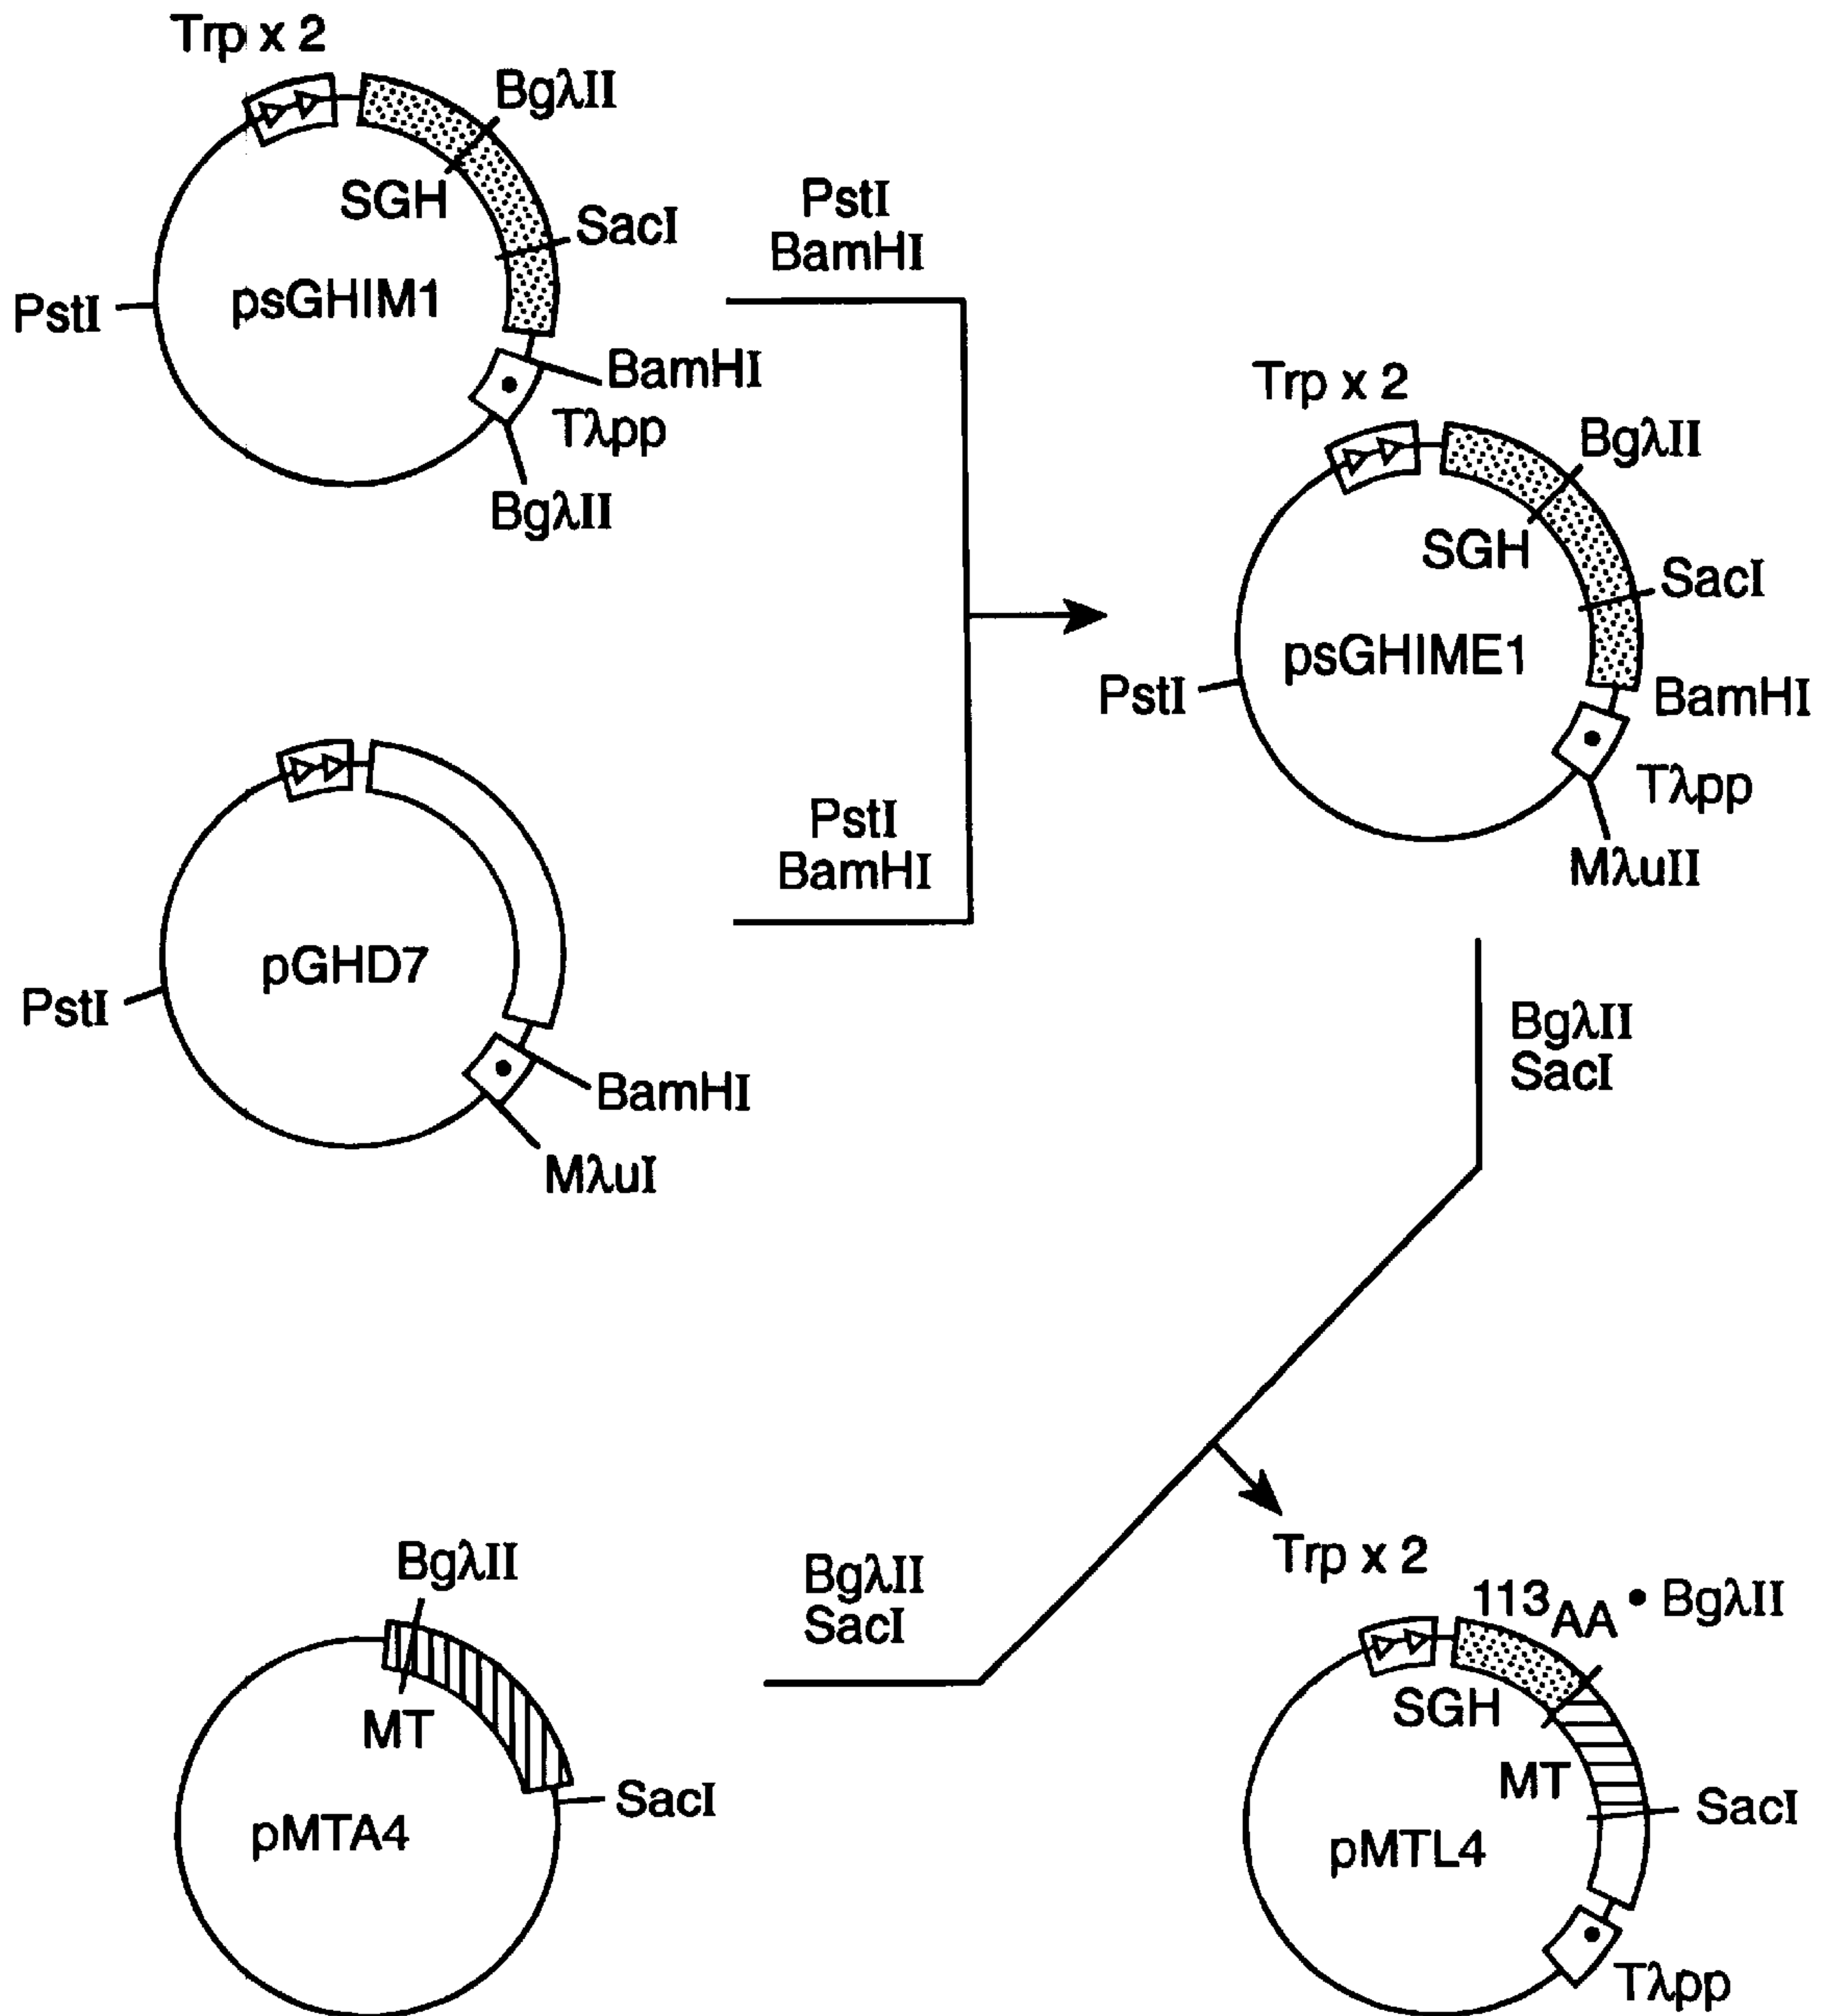 Trp x 2
BgλII
SGH
SacI
psGHIM1
PstI
BamHI
Tλpp
BgλII
PstI
BamHI
Trp x 2
BgλII
SGH
SacI
psGHIME1
PstI
BamHI
Tλpp
MλuII
pGHD7
PstI
BamHI
MλuI
PstI
BamHI
BgλII
SacI
BgλII
MT
SacI
pMTA4
BgλII
SacI
Trp x 2
113AA • BgλII
SGH
MT
SacI
pMTL4
Tλpp